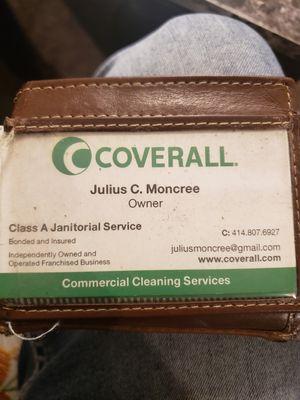 COVERALL
Julius C. Moncree
Owner
Class A Janitorial Service
Bonded and Insured
Independently Owned and
Operated Franchised Business
C: 414.807.6927
juliusmoncree@gmail.com
www.coverall.com
Commercial Cleaning Services